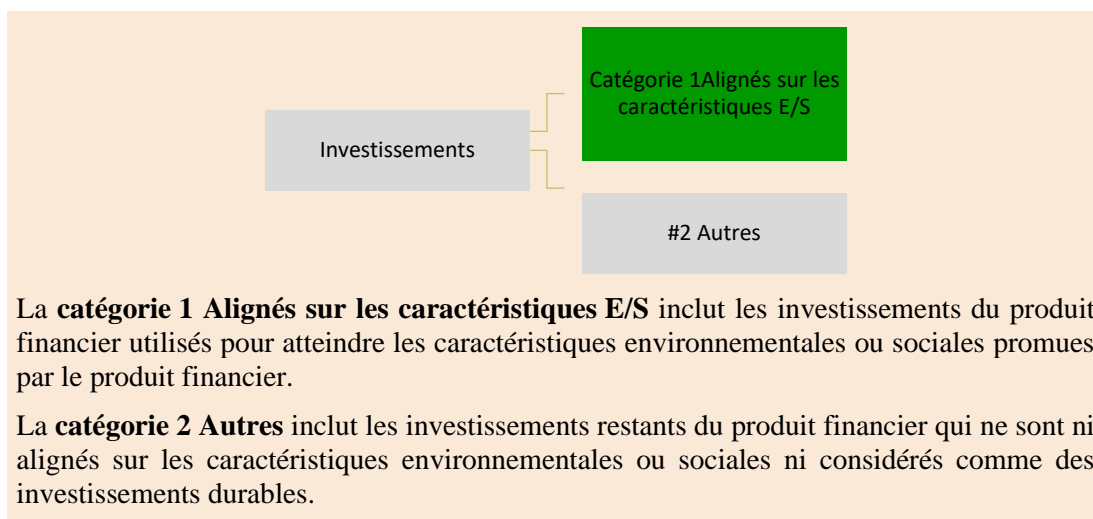 Catégorie 1Alignés sur les
caractéristiques E/S
Investissements
#2 Autres
La catégorie 1 Alignés sur les caractéristiques E/S inclut les investissements du produit
financier utilisés pour atteindre les caractéristiques environnementales ou sociales promues
par le produit financier.
La catégorie 2 Autres inclut les investissements restants du produit financier qui ne sont ni
alignés sur les caractéristiques environnementales ou sociales ni considérés comme des
investissements durables.